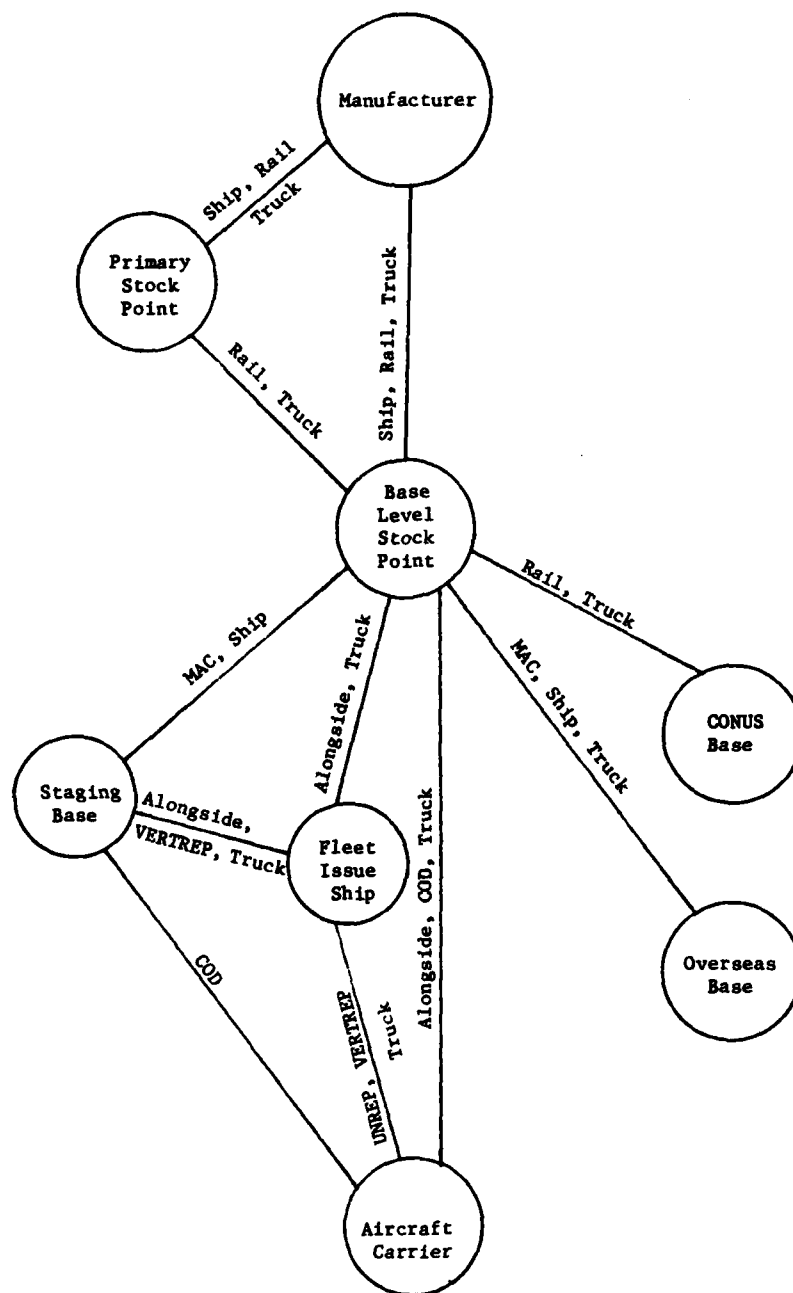 Manufacturer
Ship, Rail
Truck
Primary
Stock
Point
Ship, Rail, Truck
Rail, Truck
Base
Level
Stock
Point
Rail, Truck
MAC, Ship
Alongside, Truck
MAC, Ship, Truck
CONUS
Base
Staging
Base
Alongside,
VERTREP, Truck
Fleet
Issue
Ship
Alongside, COD, Truck
Overseas
Base
COD
UNREP, VERTREP
Truck
Aircraft
Carrier